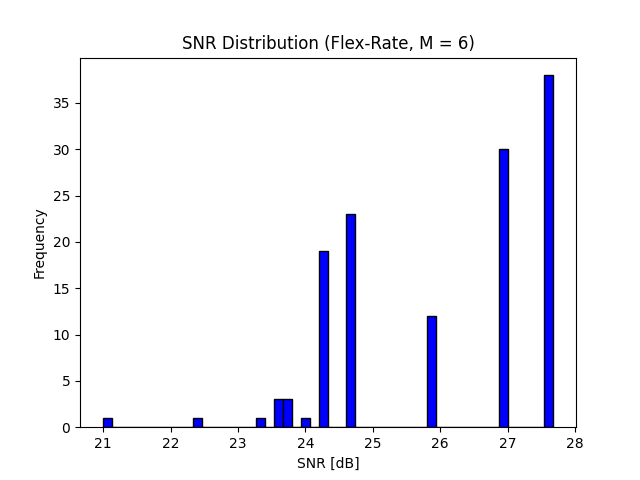 SNR Distribution (Flex-Rate, M = 6)
35
30
25
20
15
10
5
0
Frequency
21 22 23 24 25 26 27 28
SNR [dB]